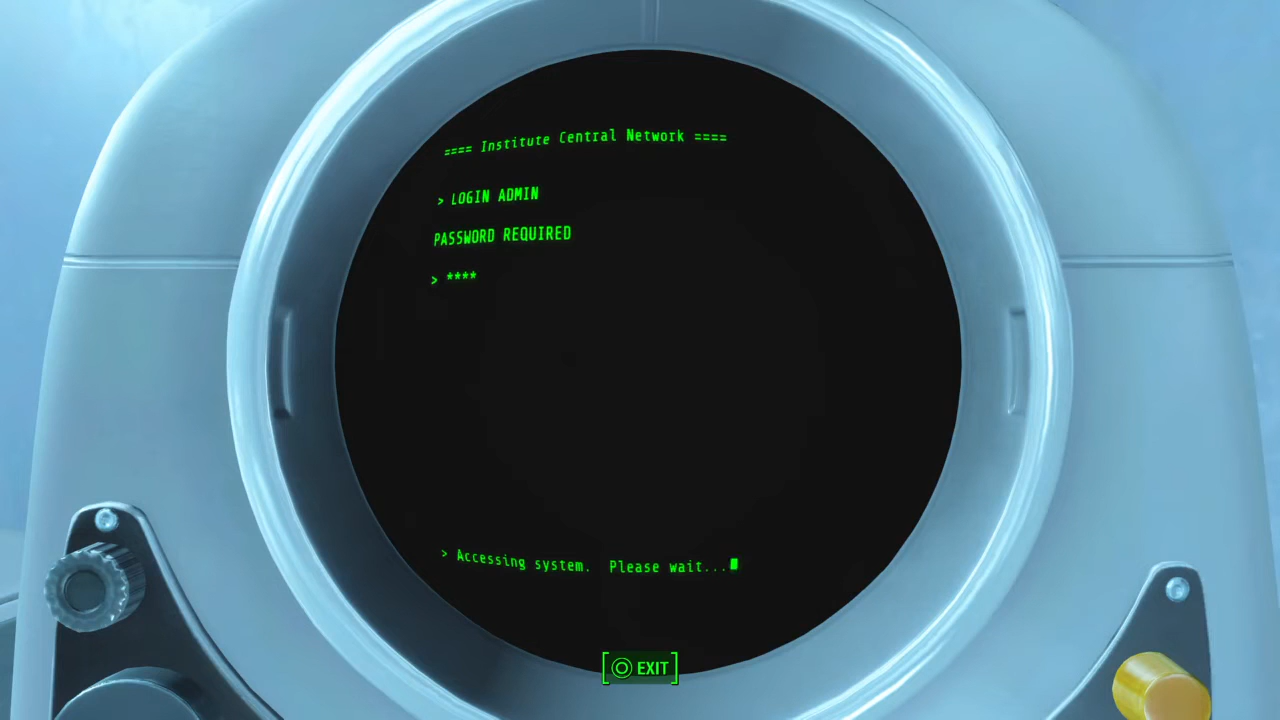 ==== Institute Central Network ====
> LOGIN ADMIN
PASSWORD REQUIRED
> ****
> Accessing system.  Please wait...
EXIT